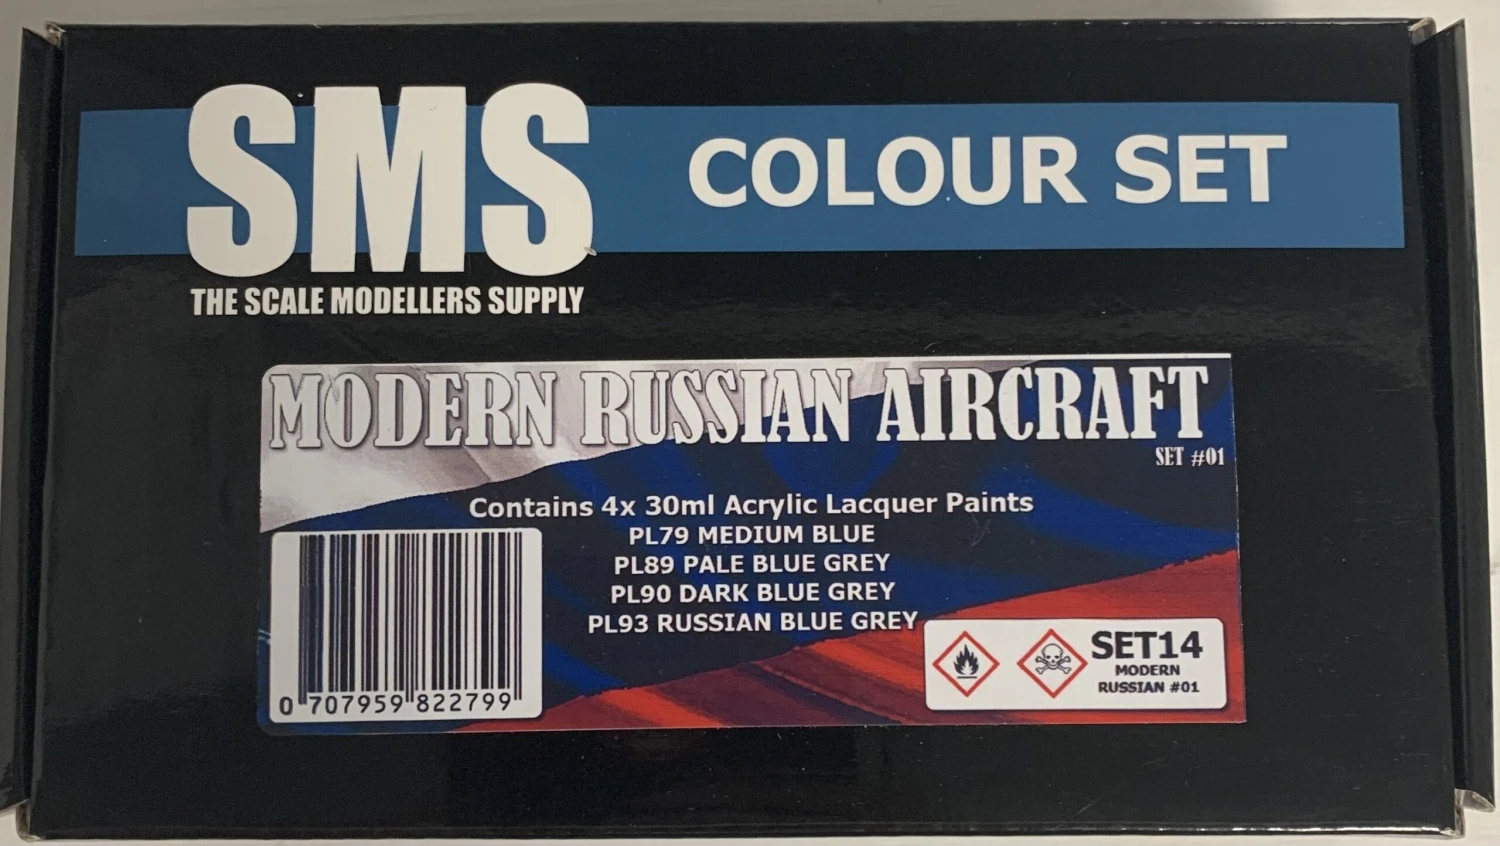 SMS
COLOUR SET
THE SCALE MODELLERS SUPPLY
MODERN RUSSIAN AIRCRAFT
SET #01
Contains 4x 30ml Acrylic Lacquer Paints
PL79 MEDIUM BLUE
PL89 PALE BLUE GREY
PL90 DARK BLUE GREY
PL93 RUSSIAN BLUE GREY
0 707959 822799
SET14
MODERN
RUSSIAN #01